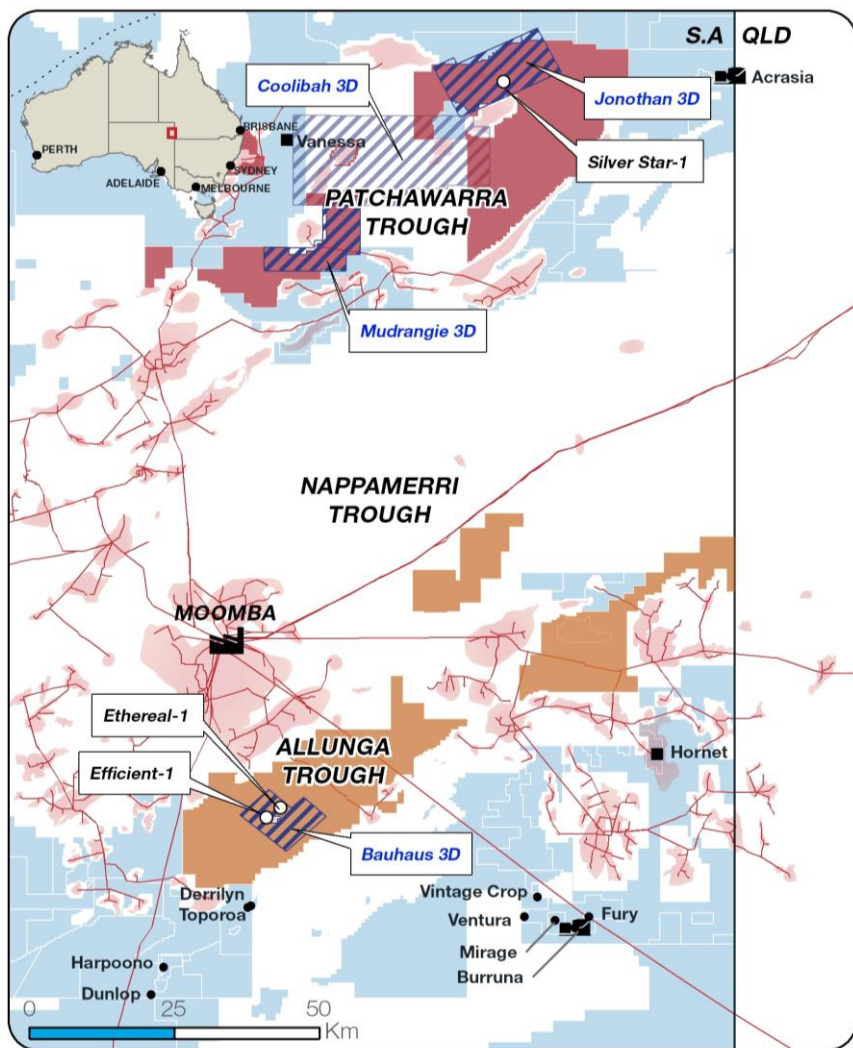 S.A QLD
Acrasia
Coolibah 3D
Jonothan 3D
BRISBANE
Vanessa
PERTH
SYDNEY
ADELAIDE
MELBOURNE
Silver Star-1
PATCHAWARRA
TROUGH
Mudrangie 3D
NAPPAMERRI
TROUGH
MOOMBA
Ethereal-1
ALLUNGA
TROUGH
Efficient-1
Hornet
Bauhaus 3D
Derrilyn
Toporoa
Vintage Crop
Ventura
Fury
Mirage
Burruna
Harpoono
Dunlop
0 25 50
Km